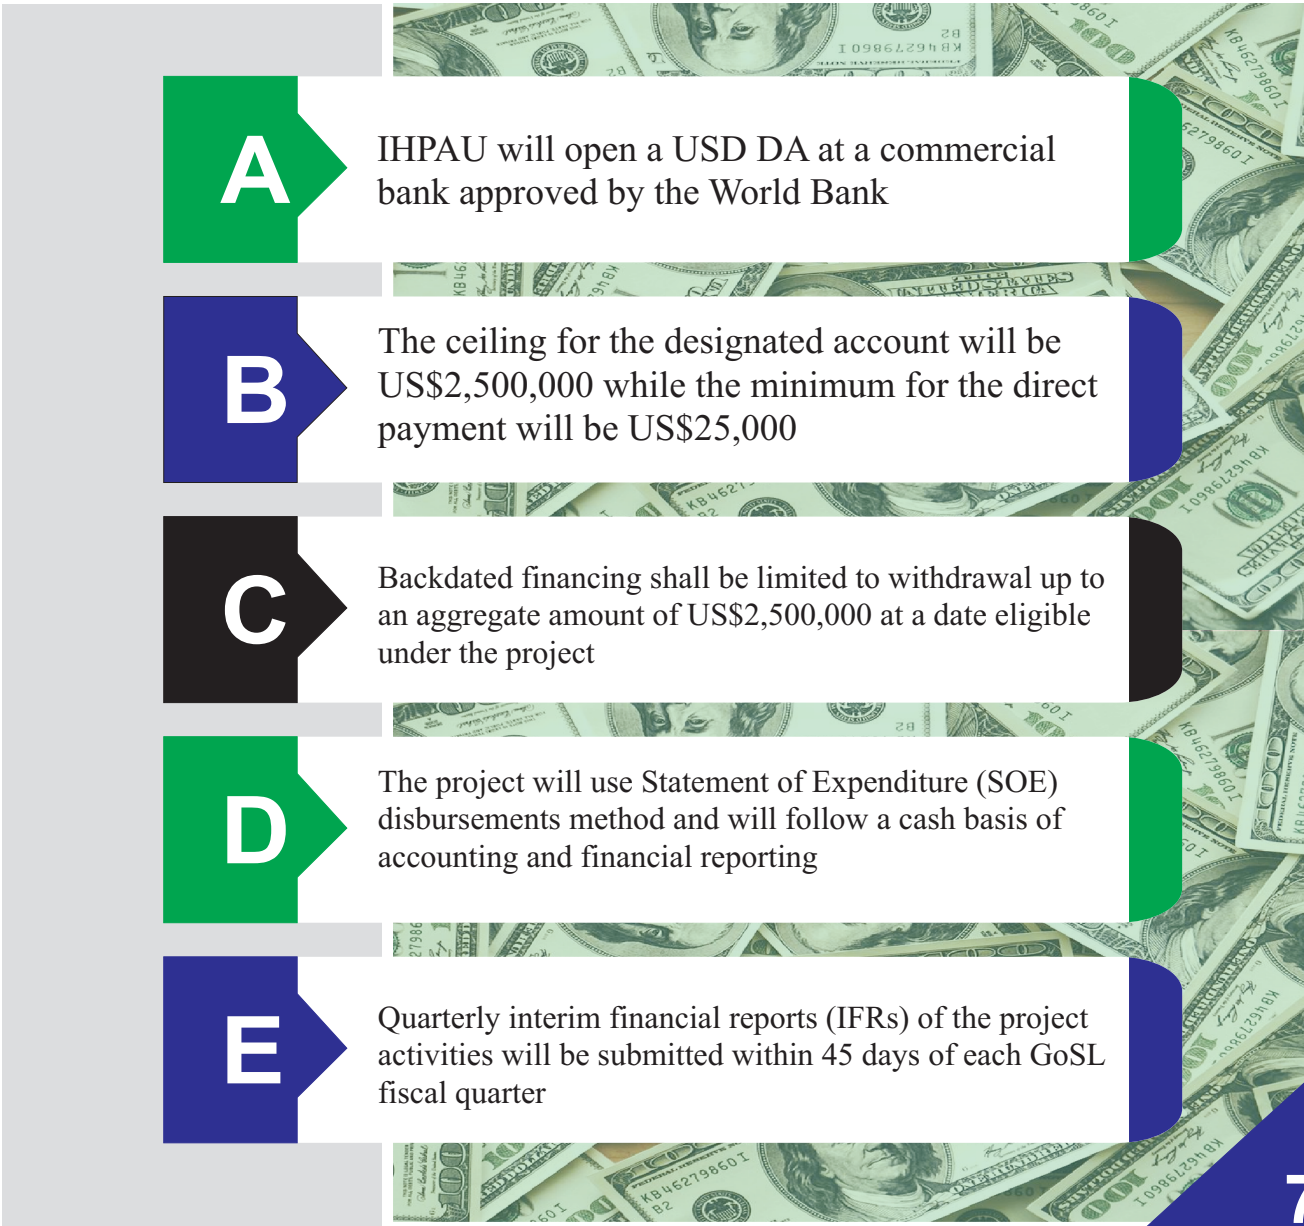 A
IHPAU will open a USD DA at a commercial
bank approved by the World Bank
B
The ceiling for the designated account will be
US$2,500,000 while the minimum for the direct
payment will be US$25,000
C
Backdated financing shall be limited to withdrawal up to
an aggregate amount of US$2,500,000 at a date eligible
under the project
D
The project will use Statement of Expenditure (SOE)
disbursements method and will follow a cash basis of
accounting and financial reporting
E
Quarterly interim financial reports (IFRs) of the project
activities will be submitted within 45 days of each GoSL
fiscal quarter
7